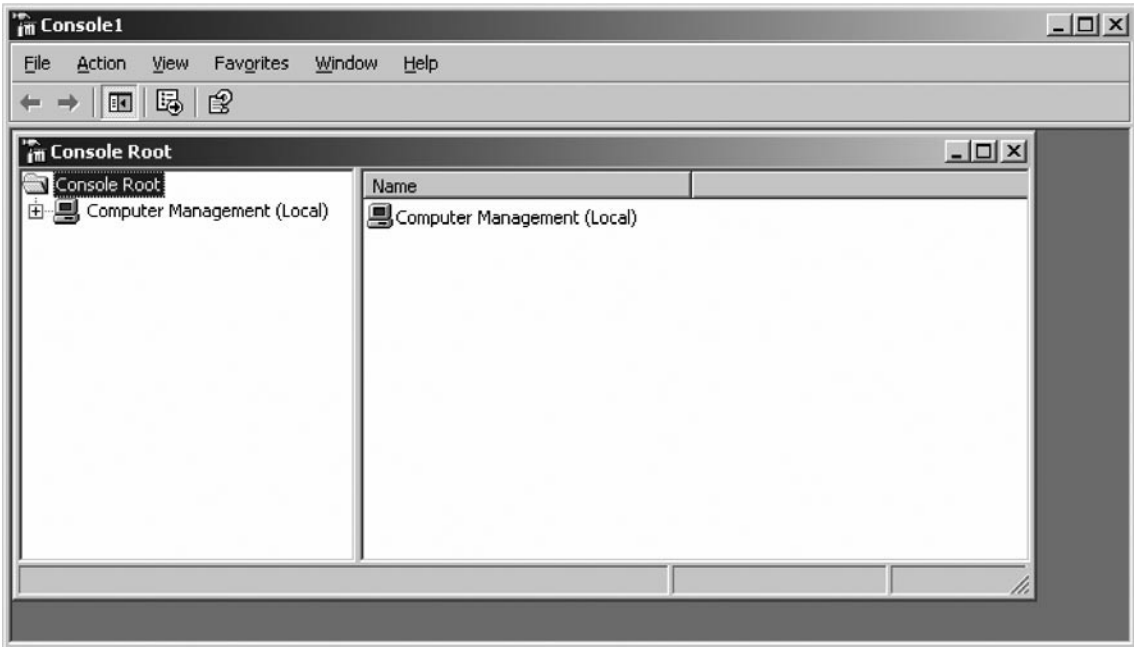 Console1
File Action View Favorites Window Help
Console Root
Console Root
Name
Computer Management (Local)
Computer Management (Local)